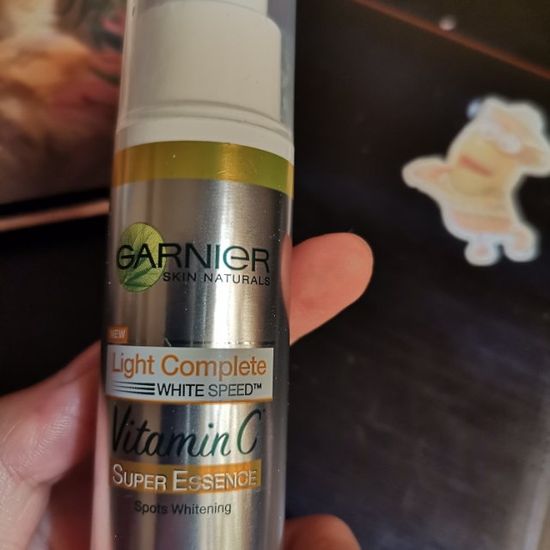 GARNIER
SKIN NATURALS
NEW
Light Complete
WHITE SPEED™
Vitamin C*
SUPER ESSENCE
Spots Whitening